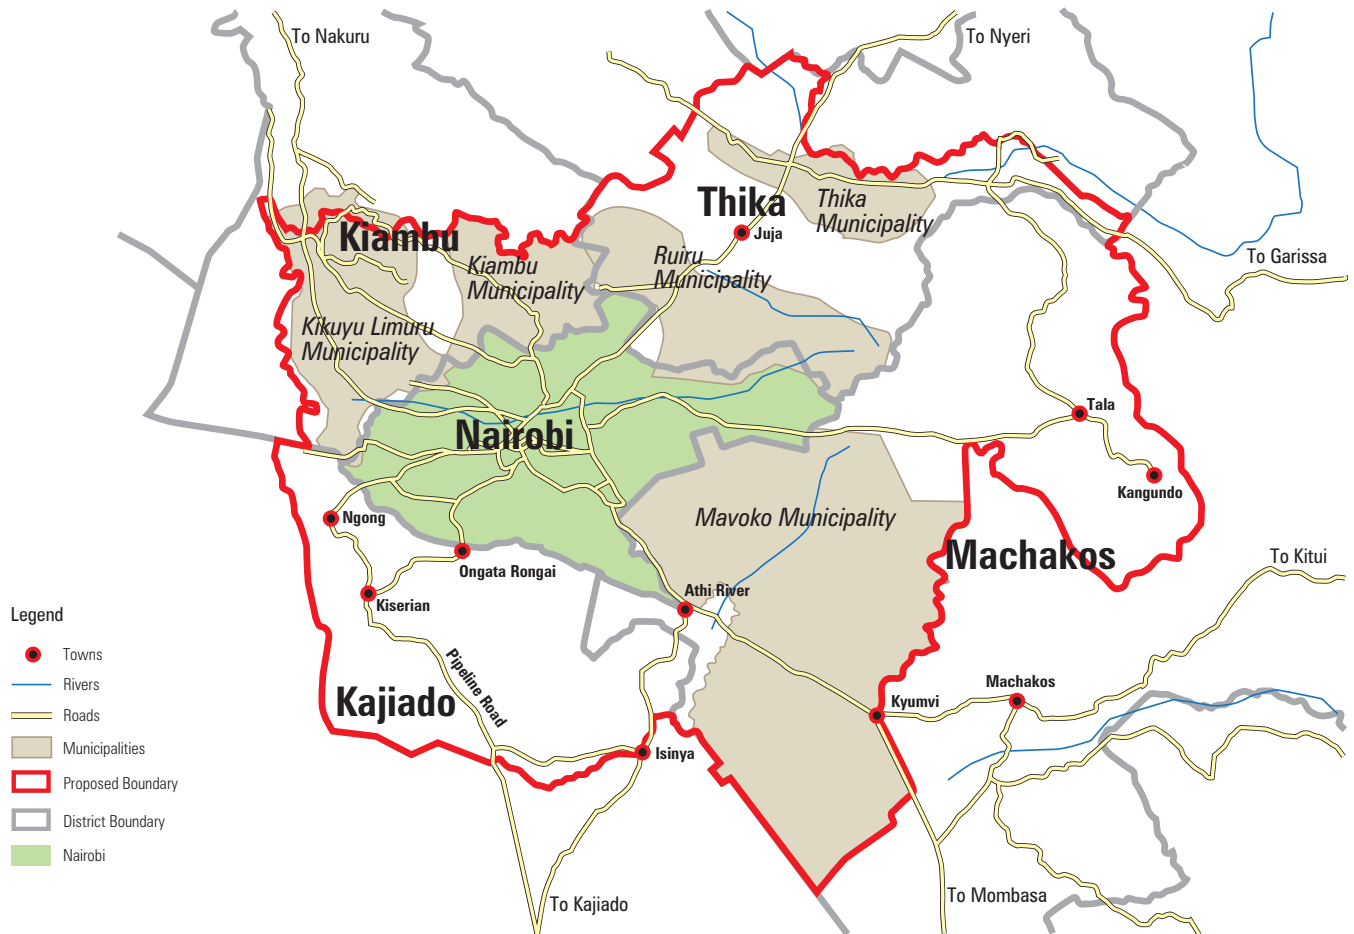 To Nakuru
To Nyeri
Thika
Thika
Municipality
Juja
Kiambu
Kiambu
Municipality
Ruiru
Municipality
To Garissa
Kikuyu Limuru
Municipality
Nairobi
Tala
Kangundo
Ngong
Mavoko Municipality
Machakos
Ongata Rongai
To Kitui
Kiserian
Athi River
Legend
Towns
Rivers
Roads
Municipalities
Proposed Boundary
District Boundary
Nairobi
Pipeline Road
Kajiado
Machakos
Kyumvi
Isinya
To Kajiado
To Mombasa